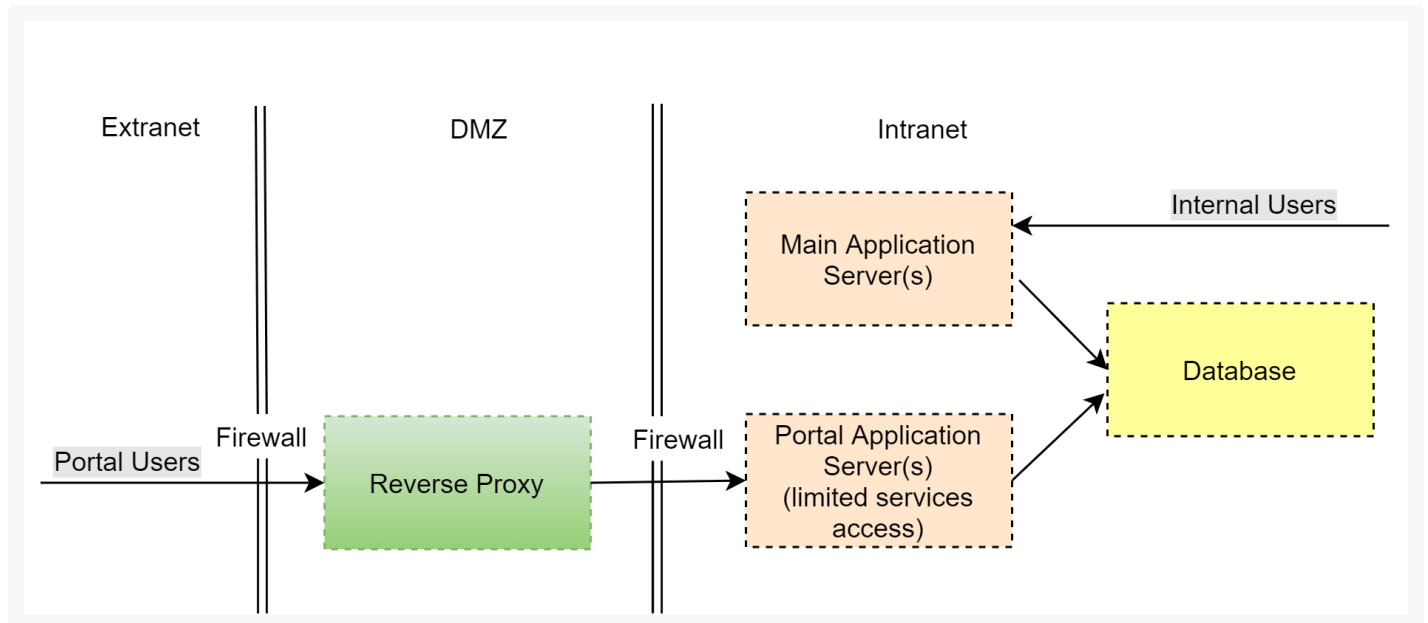 Extranet
DMZ
Intranet
Internal Users
Main Application
Server(s)
Database
Firewall
Firewall
Portal Users
Reverse Proxy
Portal Application
Server(s)
(limited services
access)